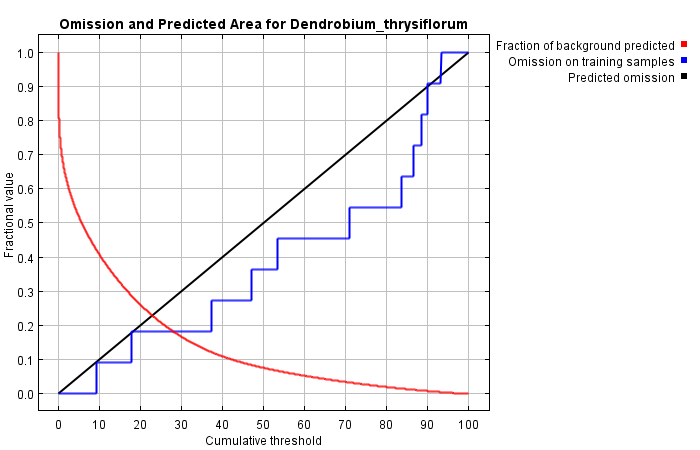 Omission and Predicted Area for Dendrobium_thrysiflorum
Fraction of background predicted
Omission on training samples
Predicted omission
Fractional value
1.0
0.9
0.8
0.7
0.6
0.5
0.4
0.3
0.2
0.1
0.0
0 10 20 30 40 50 60 70 80 90 100
Cumulative threshold